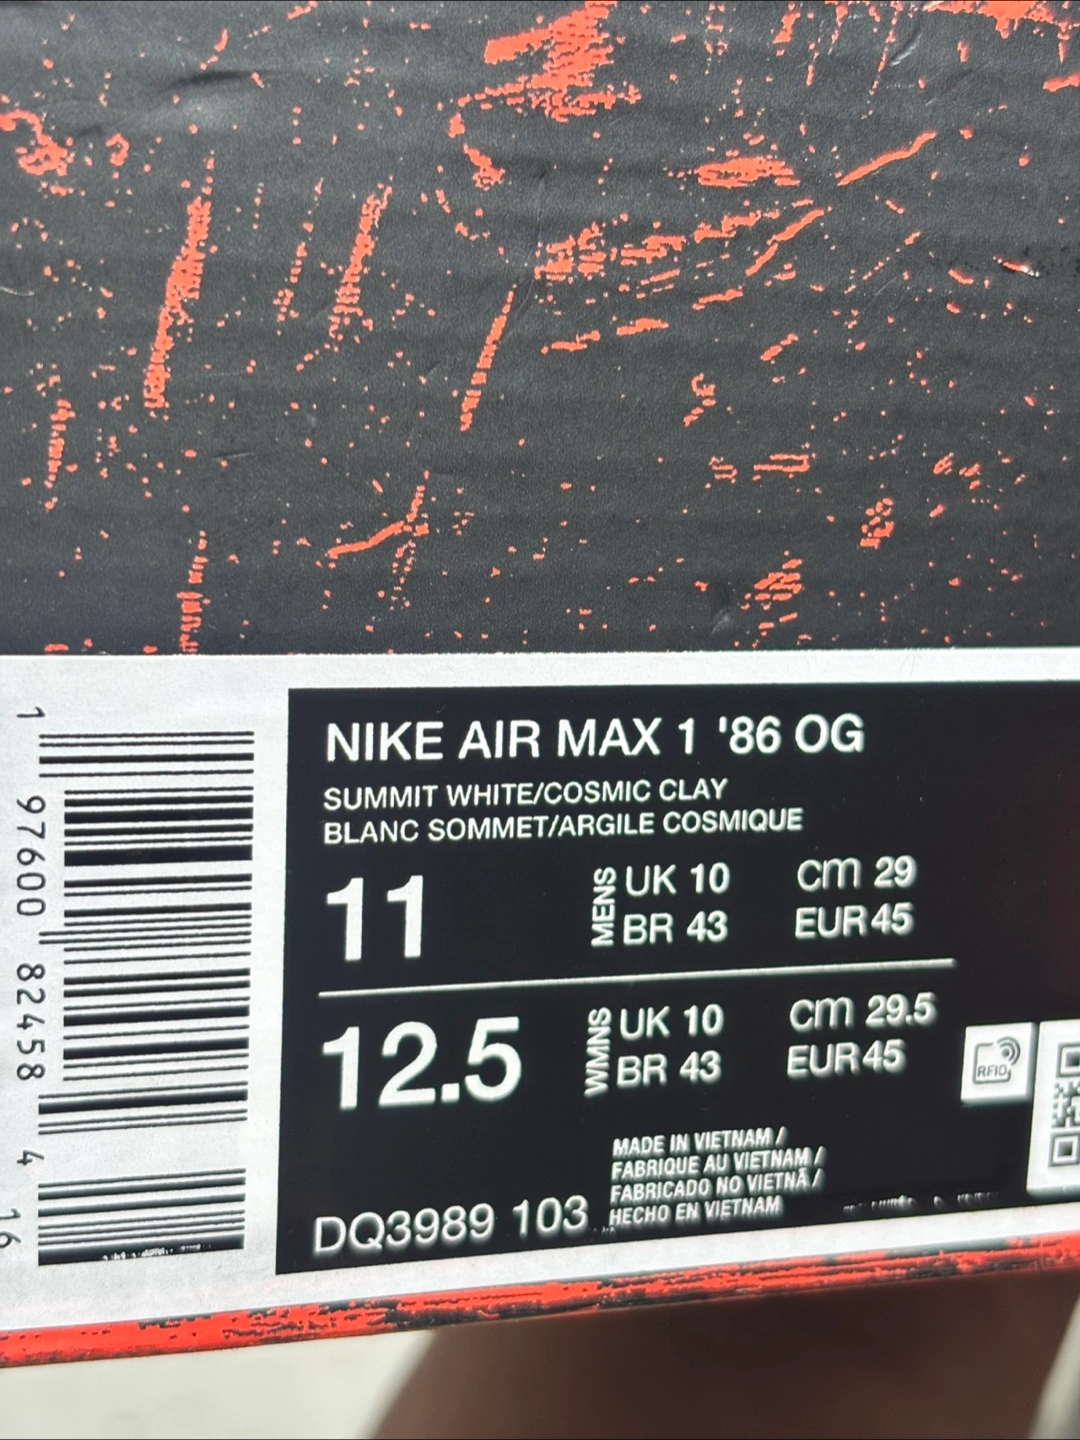 NIKE AIR MAX 1 '86 OG
SUMMIT WHITE/COSMIC CLAY
BLANC SOMMET/ARGILE COSMIQUE
11
MENS
UK 10
BR 43
cm 29
EUR 45
12.5
WMNS
UK 10
BR 43
cm 29.5
EUR 45
RFID
MADE IN VIETNAM /
FABRIQUE AU VIETNAM /
FABRICADO NO VIETNÃ /
HECHO EN VIETNAM
DQ3989 103
1 97600 82458 4 16